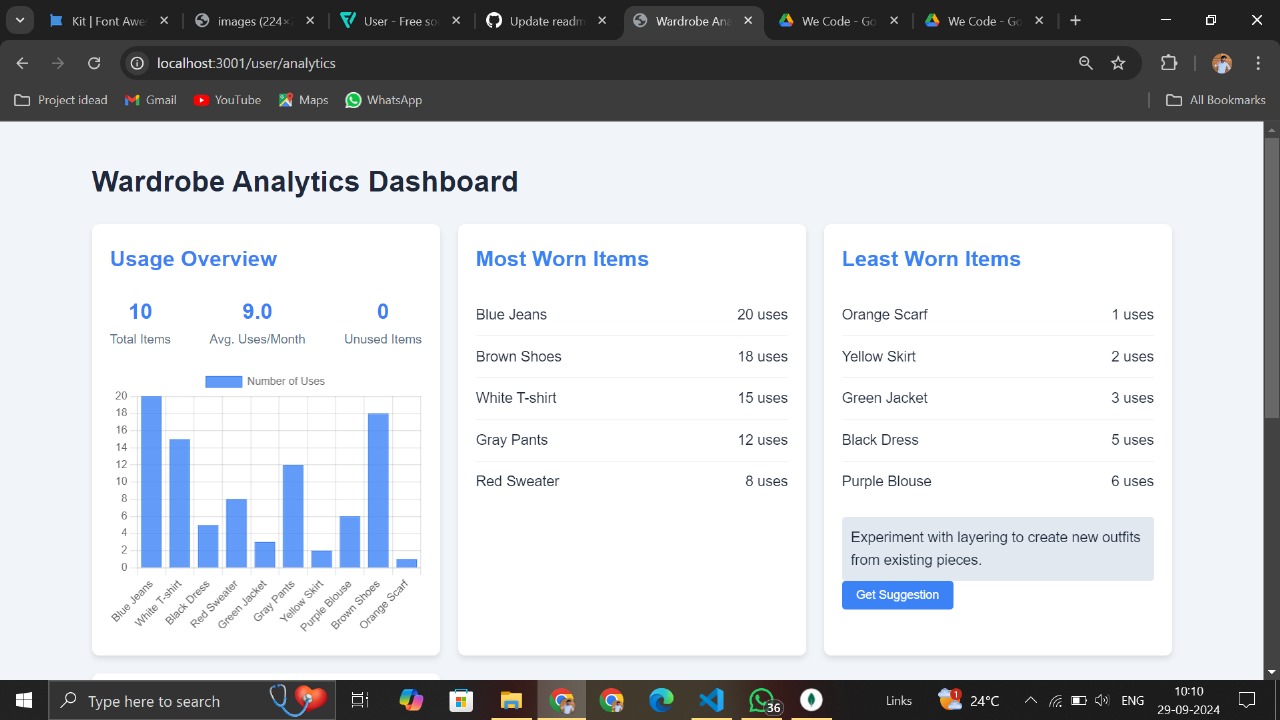 Kit | Font Awe
images (224×
User - Free so
Update readm
Wardrobe Ana
We Code - Go
We Code - Go
localhost:3001/user/analytics
Project idead
Gmail
YouTube
Maps
WhatsApp
All Bookmarks
Wardrobe Analytics Dashboard
Usage Overview
10
9.0
0
Total Items
Avg. Uses/Month
Unused Items
Number of Uses
20
18
16
14
12
10
8
6
4
2
0
Blue Jeans
White T-shirt
Black Dress
Red Sweater
Green Jacket
Gray Pants
Yellow Skirt
Purple Blouse
Brown Shoes
Orange Scarf
Most Worn Items
Blue Jeans 20 uses
Brown Shoes 18 uses
White T-shirt 15 uses
Gray Pants 12 uses
Red Sweater 8 uses
Least Worn Items
Orange Scarf 1 uses
Yellow Skirt 2 uses
Green Jacket 3 uses
Black Dress 5 uses
Purple Blouse 6 uses
Experiment with layering to create new outfits
from existing pieces.
Get Suggestion
Type here to search
36
Links
1
24°C
ENG
10:10
29-09-2024